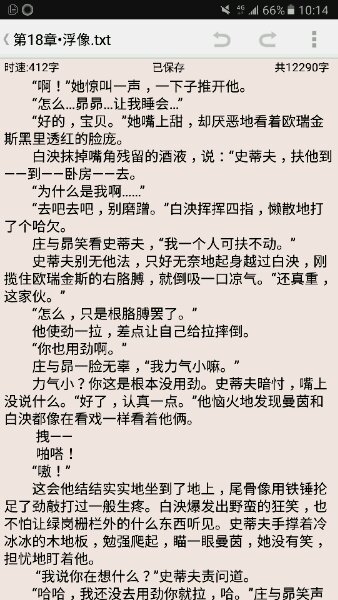 4G 66% 10:14
第18章·浮像.txt
时速:412字 已保存 共12290字
“啊！”她惊叫一声，一下子推开他。
“怎么…昂昂…让我睡会…”
“好的，宝贝。”她嘴上甜，却厌恶地看着欧瑞金
斯黑里透红的脸庞。
白泱抹掉嘴角残留的酒液，说：“史蒂夫，扶他到
——到——卧房——去。
“为什么是我啊……”
“去吧去吧，别磨蹭。”白泱挥挥四指，懒散地打
了个哈欠。
庄与昂笑看史蒂夫，“我一个人可扶不动。”
史蒂夫别无他法，只好无奈地起身越过白泱，刚
揽住欧瑞金斯的右胳膊，就倒吸一口凉气。“还真重，
这家伙。”
“怎么，只是根胳膊罢了。”
他使劲一拉，差点让自己给拉摔倒。
“你也用劲啊。”
庄与昂一脸无辜，“我力气小嘛。”
力气小？你这是根本没用劲。史蒂夫暗忖，嘴上
没说什么。“好了，认真一点。”他恼火地发现曼茵和
白泱都像在看戏一样看着他俩。
拽——
啪嗒！
“嗷！”
这会他结结实实地坐到了地上，尾骨像用铁锤抡
足了劲敲打过一般生疼。白泱爆发出野蛮的狂笑，也
不怕让绿岗栅栏外的什么东西听见。史蒂夫手撑着冷
冰冰的木地板，勉强爬起，瞄一眼曼茵，她没有笑，
担忧地盯着他。
“我说你在想什么？”史蒂夫责问道。
“哈哈，我还没去用劲你就拉，哈。”庄与昂笑声